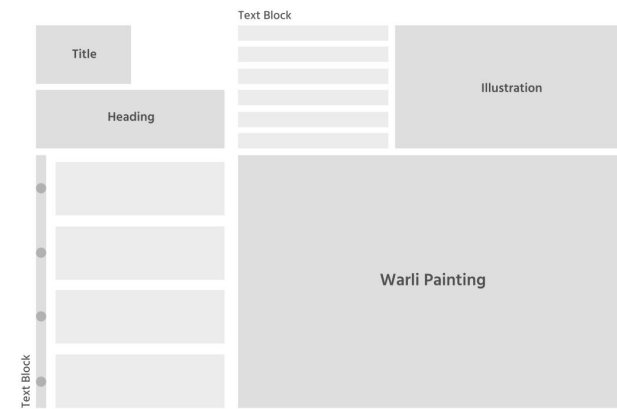 Text Block
Title
Heading
Illustration
Warli Painting
Text Block